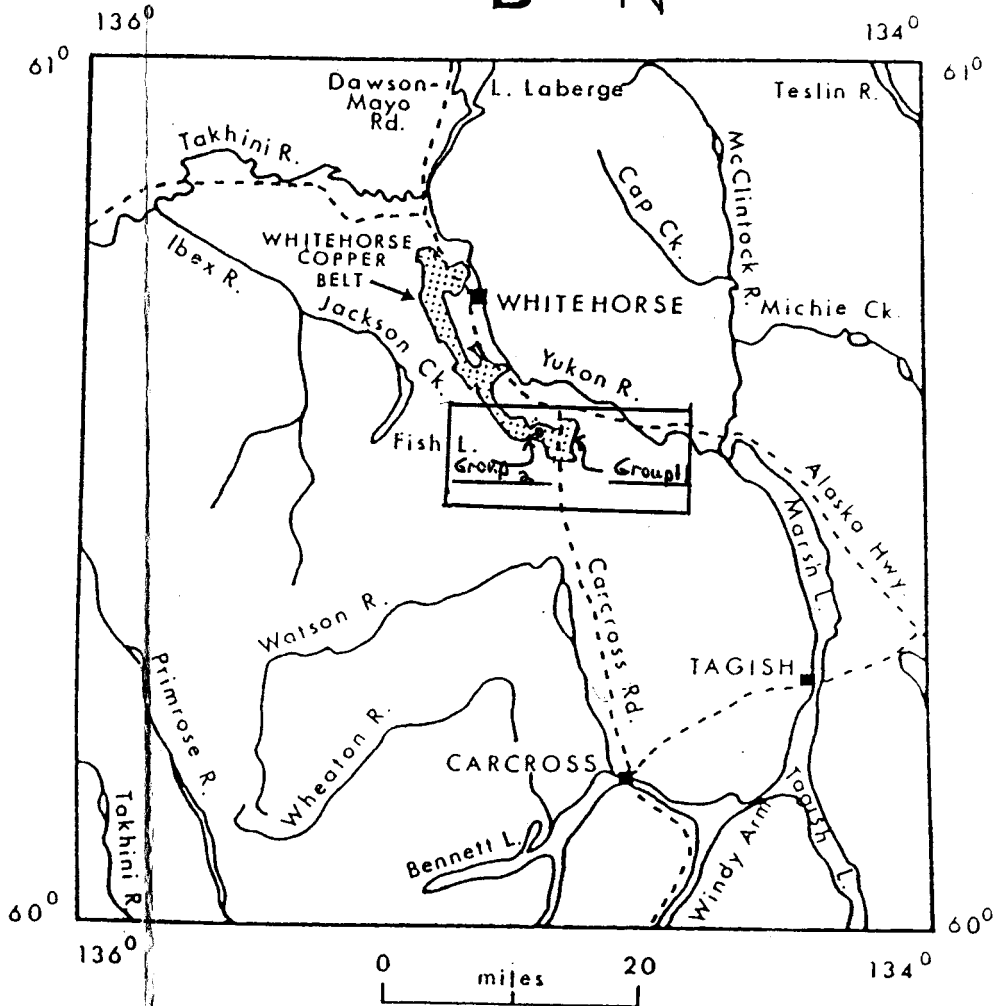 136⁰
134⁰
61⁰
61⁰
Dawson-
Mayo
Rd.
L. Laberge
Teslin R.
Takhini R.
McClintock R.
Cap Ck.
Ibex R.
WHITEHORSE
COPPER
BELT
WHITEHORSE
Michie Ck.
Jackson Ck.
Yukon R.
Fish L.
Group 2
Group 1
Alaska Hwy.
Marsh L.
Carcross Rd.
Watson R.
TAGISH
Primrose R.
Wheaton R.
CARCROSS
Takhini R.
Tagish L.
Windy Arm
Bennett L.
60⁰
60⁰
136⁰
134⁰
0
20
miles